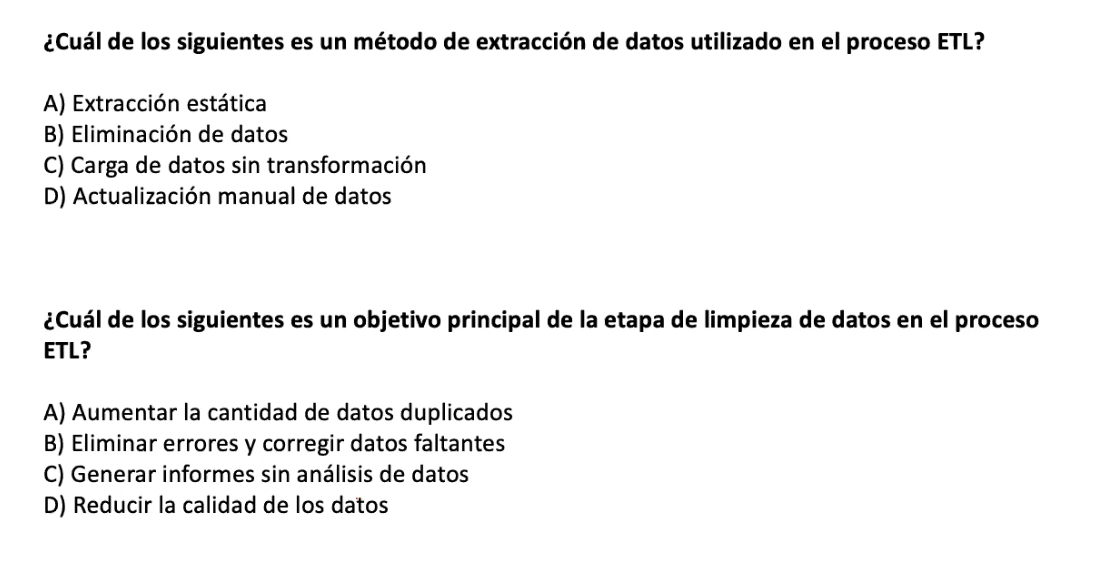 ¿Cuál de los siguientes es un método de extracción de datos utilizado en el proceso ETL?
A) Extracción estática
B) Eliminación de datos
C) Carga de datos sin transformación
D) Actualización manual de datos
¿Cuál de los siguientes es un objetivo principal de la etapa de limpieza de datos en el proceso
ETL?
A) Aumentar la cantidad de datos duplicados
B) Eliminar errores y corregir datos faltantes
C) Generar informes sin análisis de datos
D) Reducir la calidad de los datos